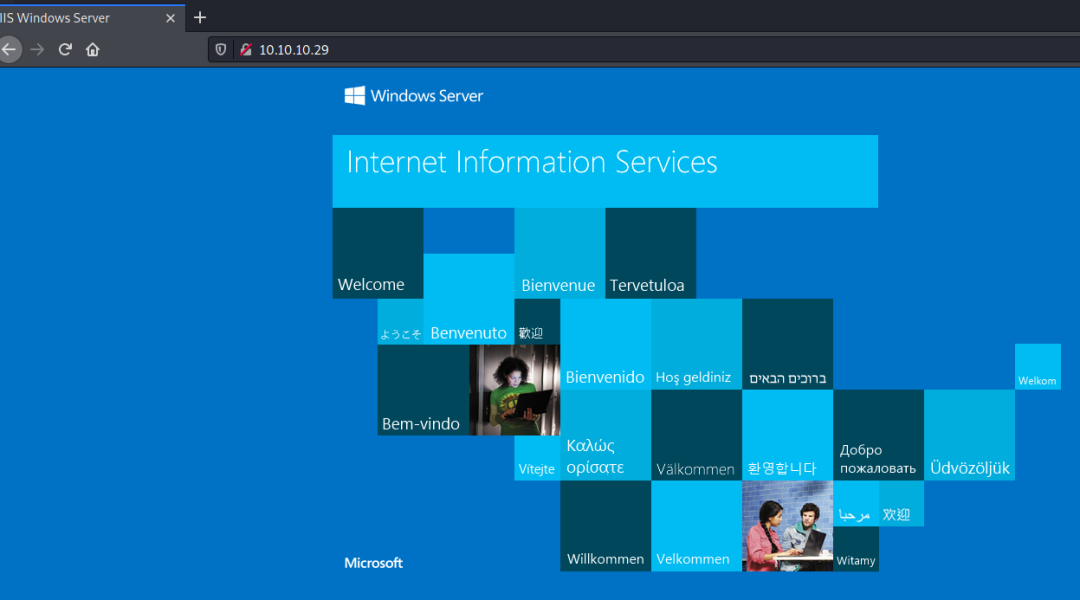 IIS Windows Server
10.10.10.29
Windows Server
Internet Information Services
Welcome
Bienvenue
Tervetuloa
ようこそ
Benvenuto
歡迎
Bienvenido
Hoş geldiniz
ברוכים הבאים
Welkom
Bem-vindo
Vítejte
Καλώς
ορίσατε
Välkommen
환영합니다
Добро
пожаловать
Üdvözöljük
مرحبا
欢迎
Microsoft
Willkommen
Velkommen
Witamy